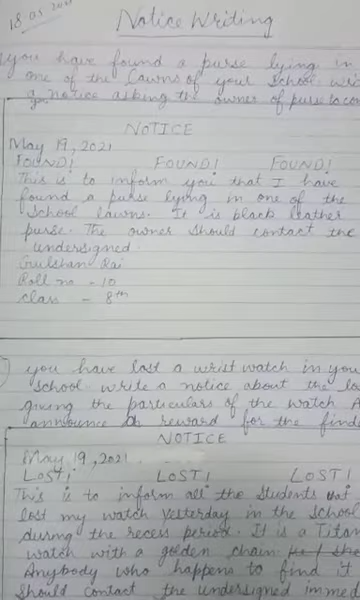 18.05.2021
Notice Writing
you have found a purse lying in
one of the lawns of your School. wri
a notice asking the owner of purse to con
NOTICE
May 19, 2021
FOUND! FOUND! FOUND!
This is to inform you that I have
found a purse lying in one of the
School lawns. It is black leather
purse. The owner should contact the
undersigned.
Gulshan Rai
Roll no - 10
class - 8th
you have lost a wrist watch in you
School. write a notice about the lo
giving the particulars of the watch A
announce reward for the finde
NOTICE
May 19, 2021
LOST! LOST! LOST!
This is to inform all the Students
lost my watch yesterday in the School
during the recess period. It is a Titan
watch with a golden chain.
Anybody who happens to find it
should contact the undersigned immed